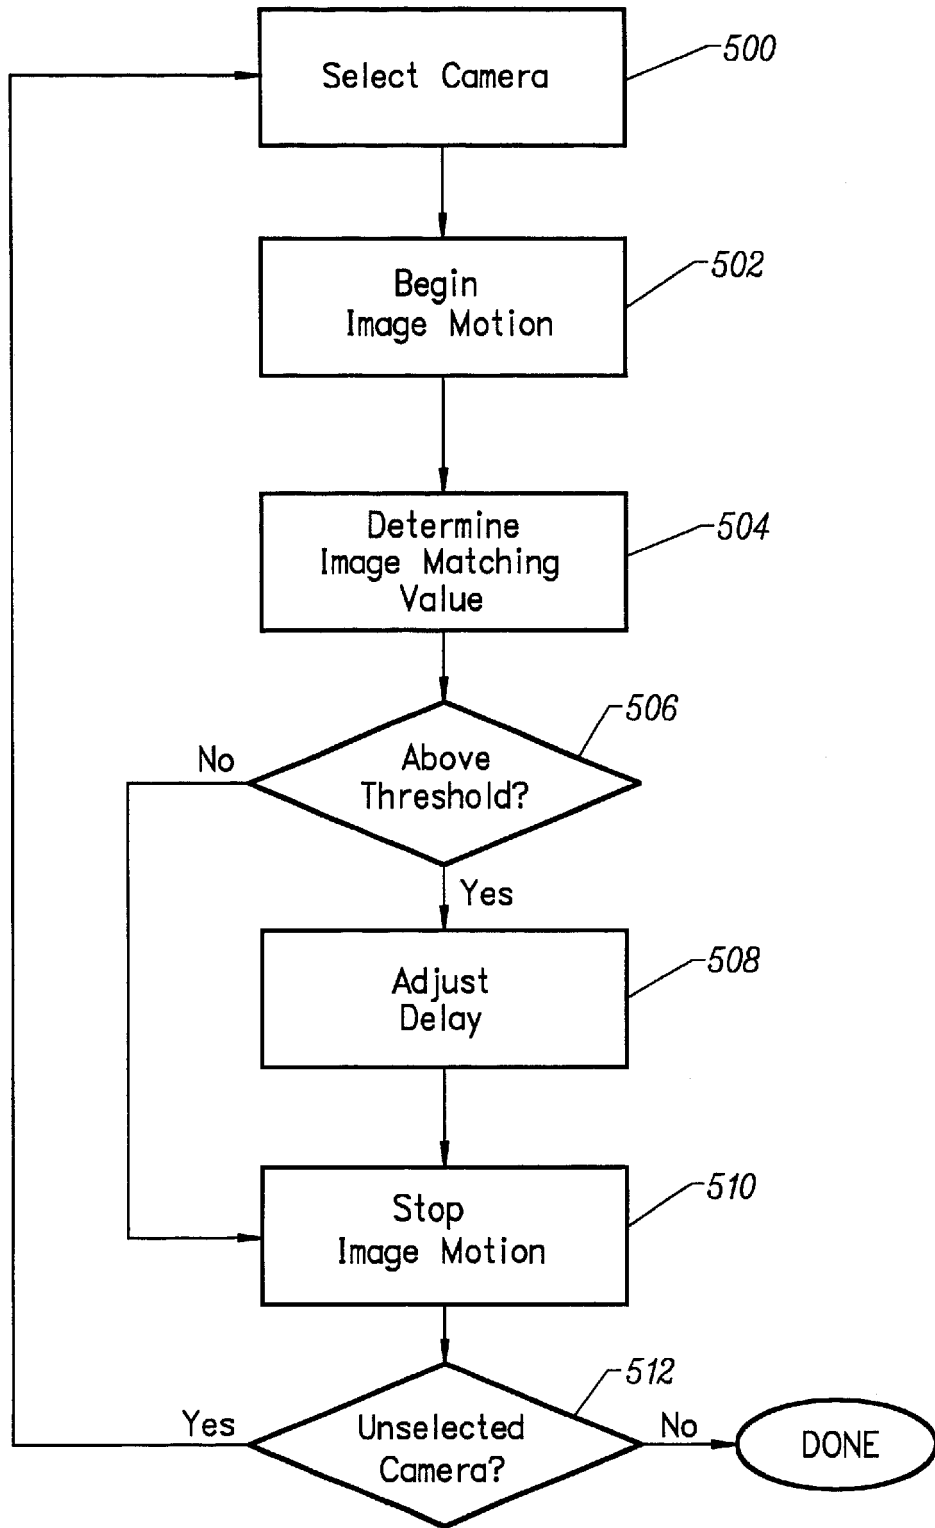 Select Camera
500
Begin
Image Motion
502
Determine
Image Matching
Value
504
Above
Threshold?
506
No
Yes
Adjust
Delay
508
Stop
Image Motion
510
Unselected
Camera?
512
Yes
No
DONE